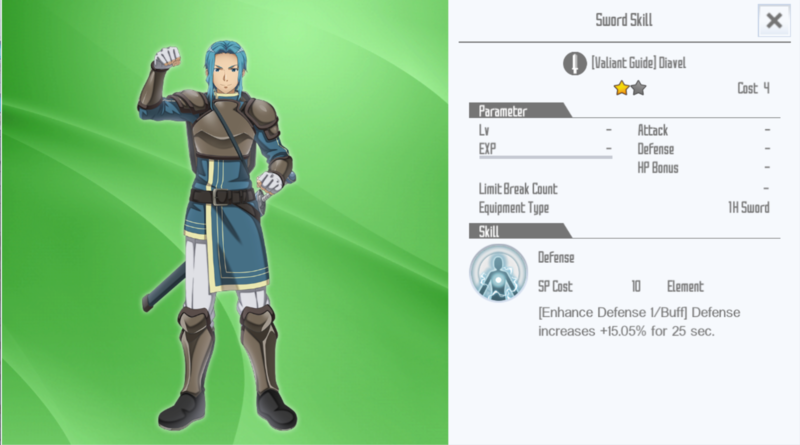 Sword Skill
[Valiant Guide] Diavel
Cost 4
Parameter
Lv - Attack -
EXP - Defense -
HP Bonus -
Limit Break Count -
Equipment Type 1H Sword
Skill
Defense
SP Cost 10 Element
[Enhance Defense 1/Buff] Defense
increases +15.05% for 25 sec.